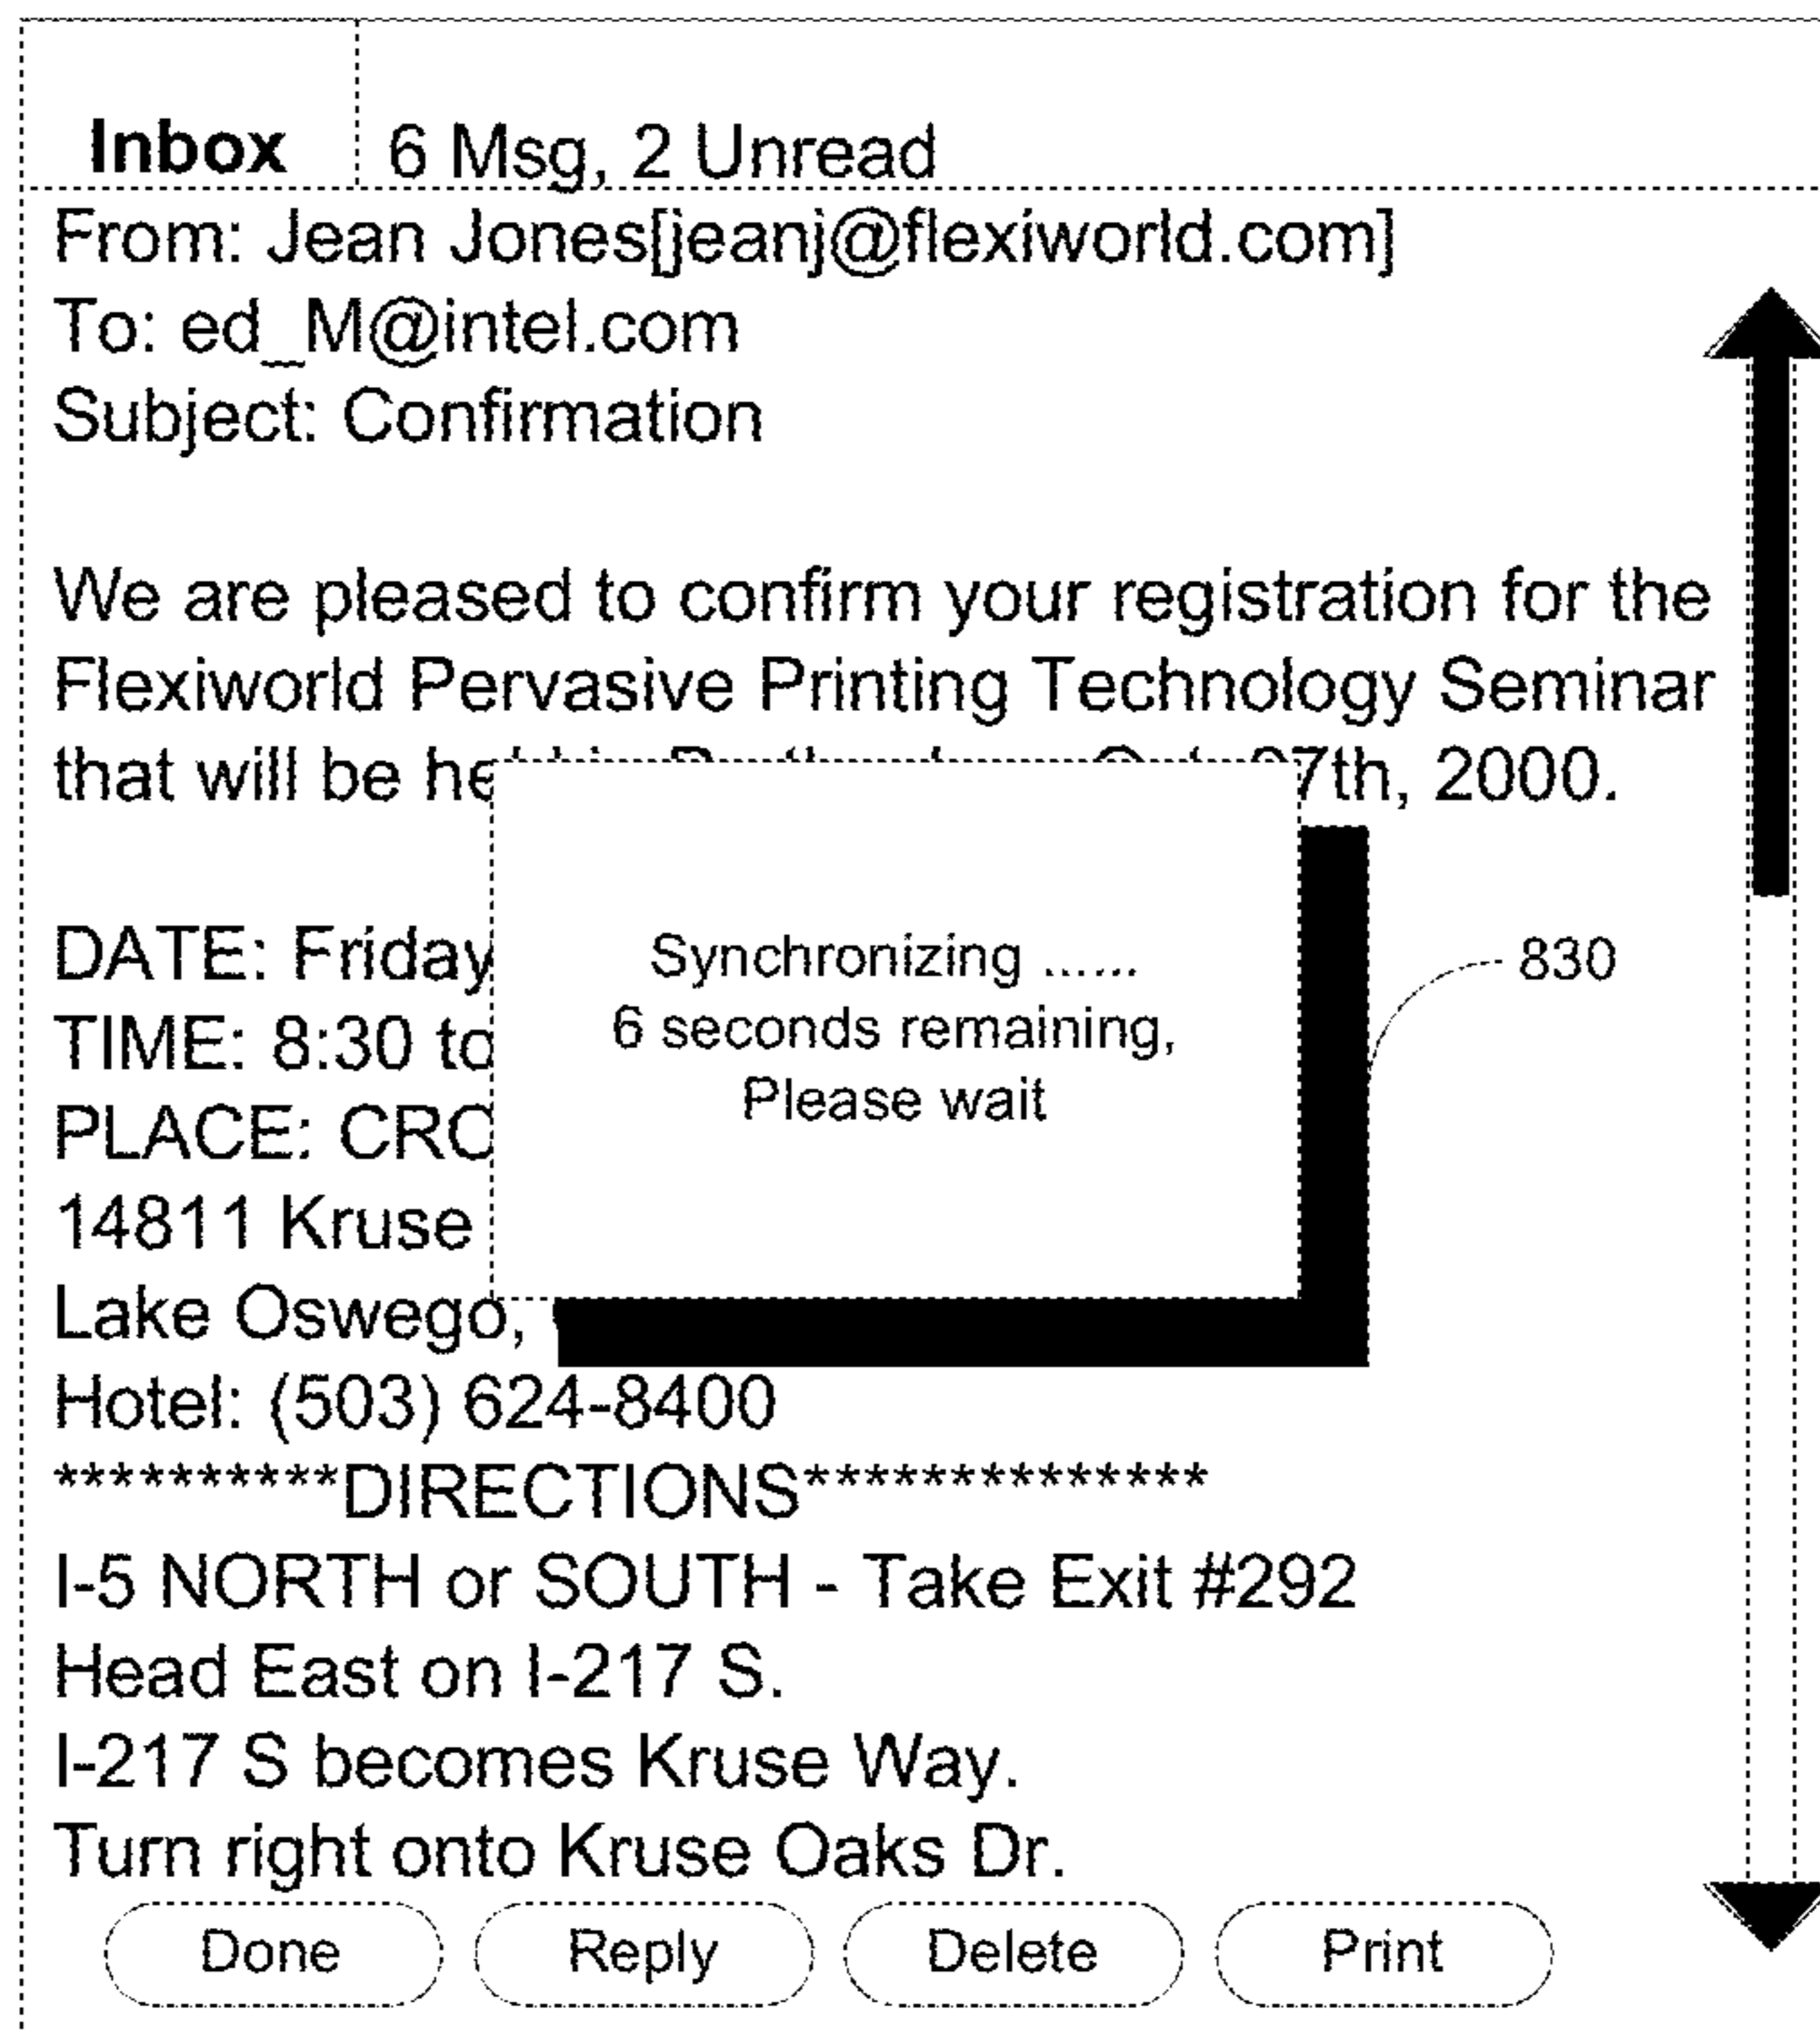 Inbox 6 Msg, 2 Unread
From: Jean Jones[jeanj@flexiworld.com]
To: ed_M@intel.com
Subject: Confirmation
We are pleased to confirm your registration for the
Flexiworld Pervasive Printing Technology Seminar
that will be 7th, 2000.
DATE: Friday
TIME: 8:30 to
PLACE:
14811 Kruse
Lake Oswego,
Synchronizing ......
6 seconds remaining,
Please wait
830
Hotel: (503) 624-8400
**********DIRECTIONS**************
I-5 NORTH or SOUTH - Take Exit #292
Head East on I-217 S.
I-217 S becomes Kruse Way.
Turn right onto Kruse Oaks Dr.
Done Reply Delete Print